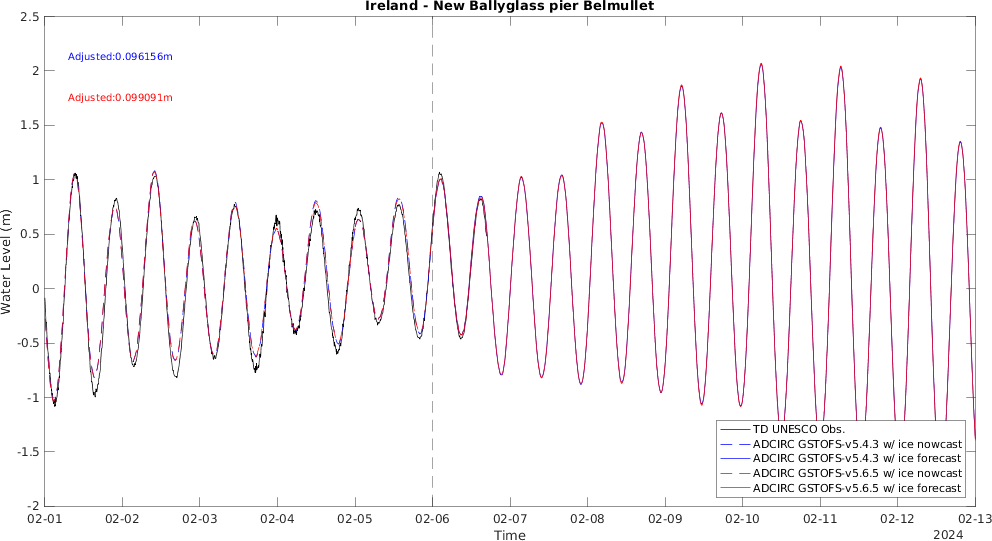 Ireland - New Ballyglass pier Belmullet
Adjusted:0.096156m
Adjusted:0.099091m
Water Level (m)
2.5
2
1.5
1
0.5
0
-0.5
-1
-1.5
-2
TD UNESCO Obs.
ADCIRC GSTOFS-v5.4.3 w/ ice nowcast
ADCIRC GSTOFS-v5.4.3 w/ ice forecast
ADCIRC GSTOFS-v5.6.5 w/ ice nowcast
ADCIRC GSTOFS-v5.6.5 w/ ice forecast
02-01 02-02 02-03 02-04 02-05 02-06 02-07 02-08 02-09 02-10 02-11 02-12 02-13
Time
2024